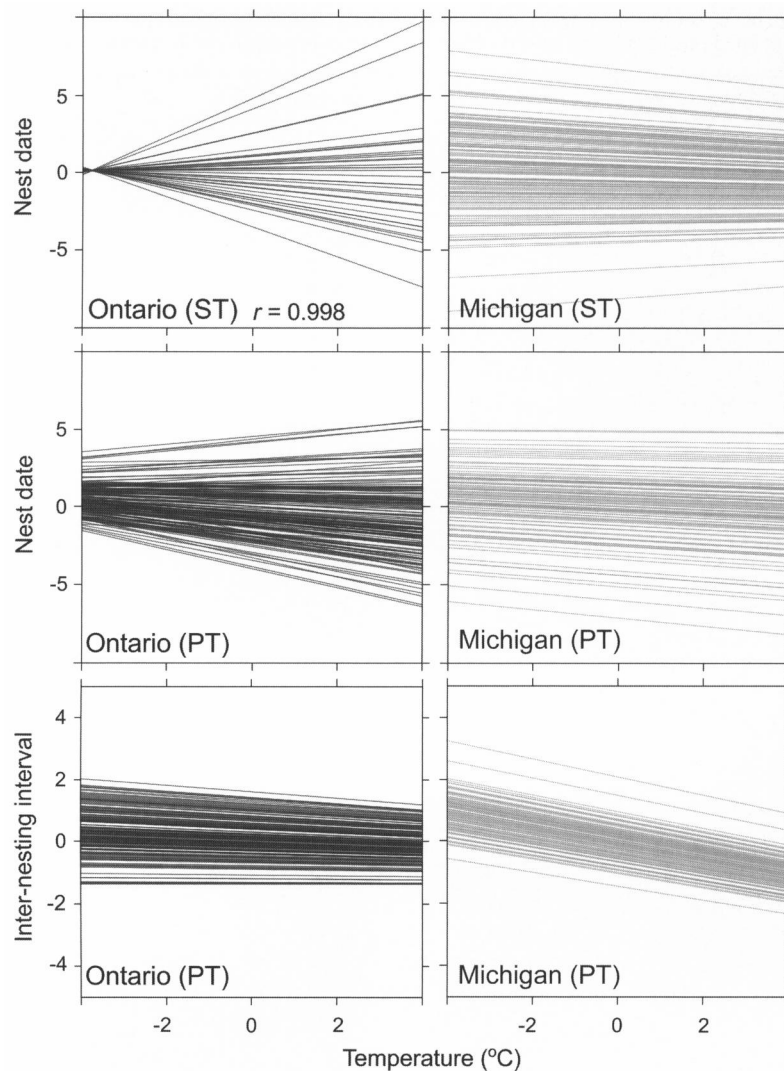 Nest date
5
0
-5
Ontario (ST) r = 0.998
Michigan (ST)
Nest date
5
0
-5
Ontario (PT)
Michigan (PT)
Inter-nesting interval
4
2
0
-2
-4
Ontario (PT)
Michigan (PT)
-2 0 2 -2 0 2
Temperature (ºC)